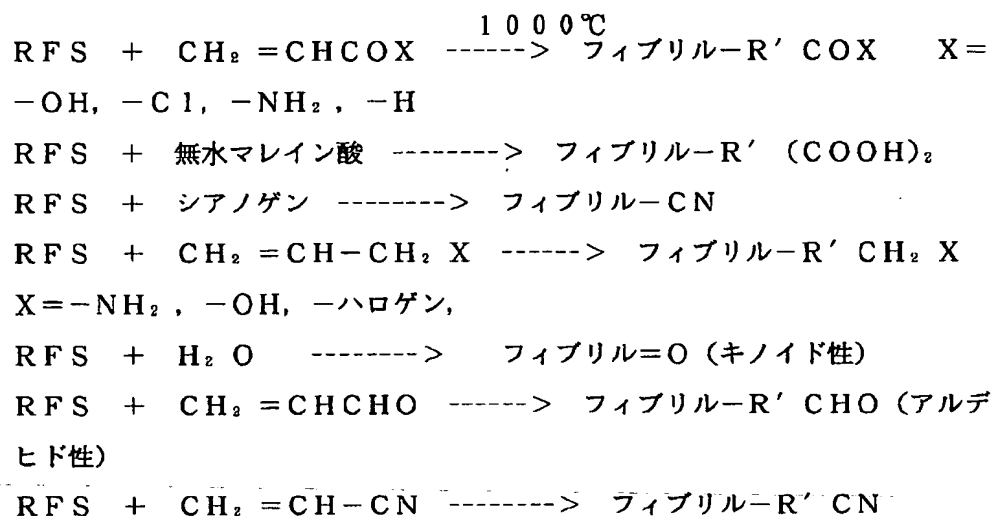 1000℃
RFS + CH₂=CHCOX ------> フィブリル−R′COX X=
−OH, −Cl, −NH₂, −H
RFS + 無水マレイン酸 --------> フィブリル−R′(COOH)₂
RFS + シアノゲン --------> フィブリル−CN
RFS + CH₂=CH−CH₂X ------> フィブリル−R′CH₂X
X=−NH₂, −OH, −ハロゲン,
RFS + H₂O --------> フィブリル=O(キノイド性)
RFS + CH₂=CHCHO ------> フィブリル−R′CHO(アルデ
ヒド性)
RFS + CH₂=CH−CN --------> フィブリル−R′CN